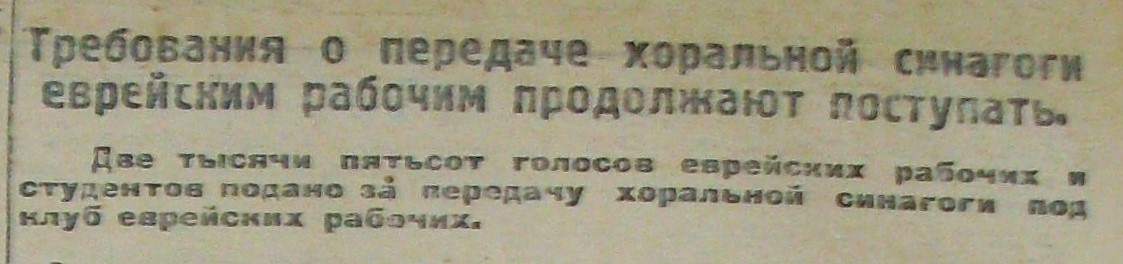 Требования о передаче хоральной синагоги
еврейским рабочим продолжают поступать.
Две тысячи пятьсот голосов еврейских рабочих и
студентов подано за передачу хоральной синагоги под
клуб еврейских рабочих.